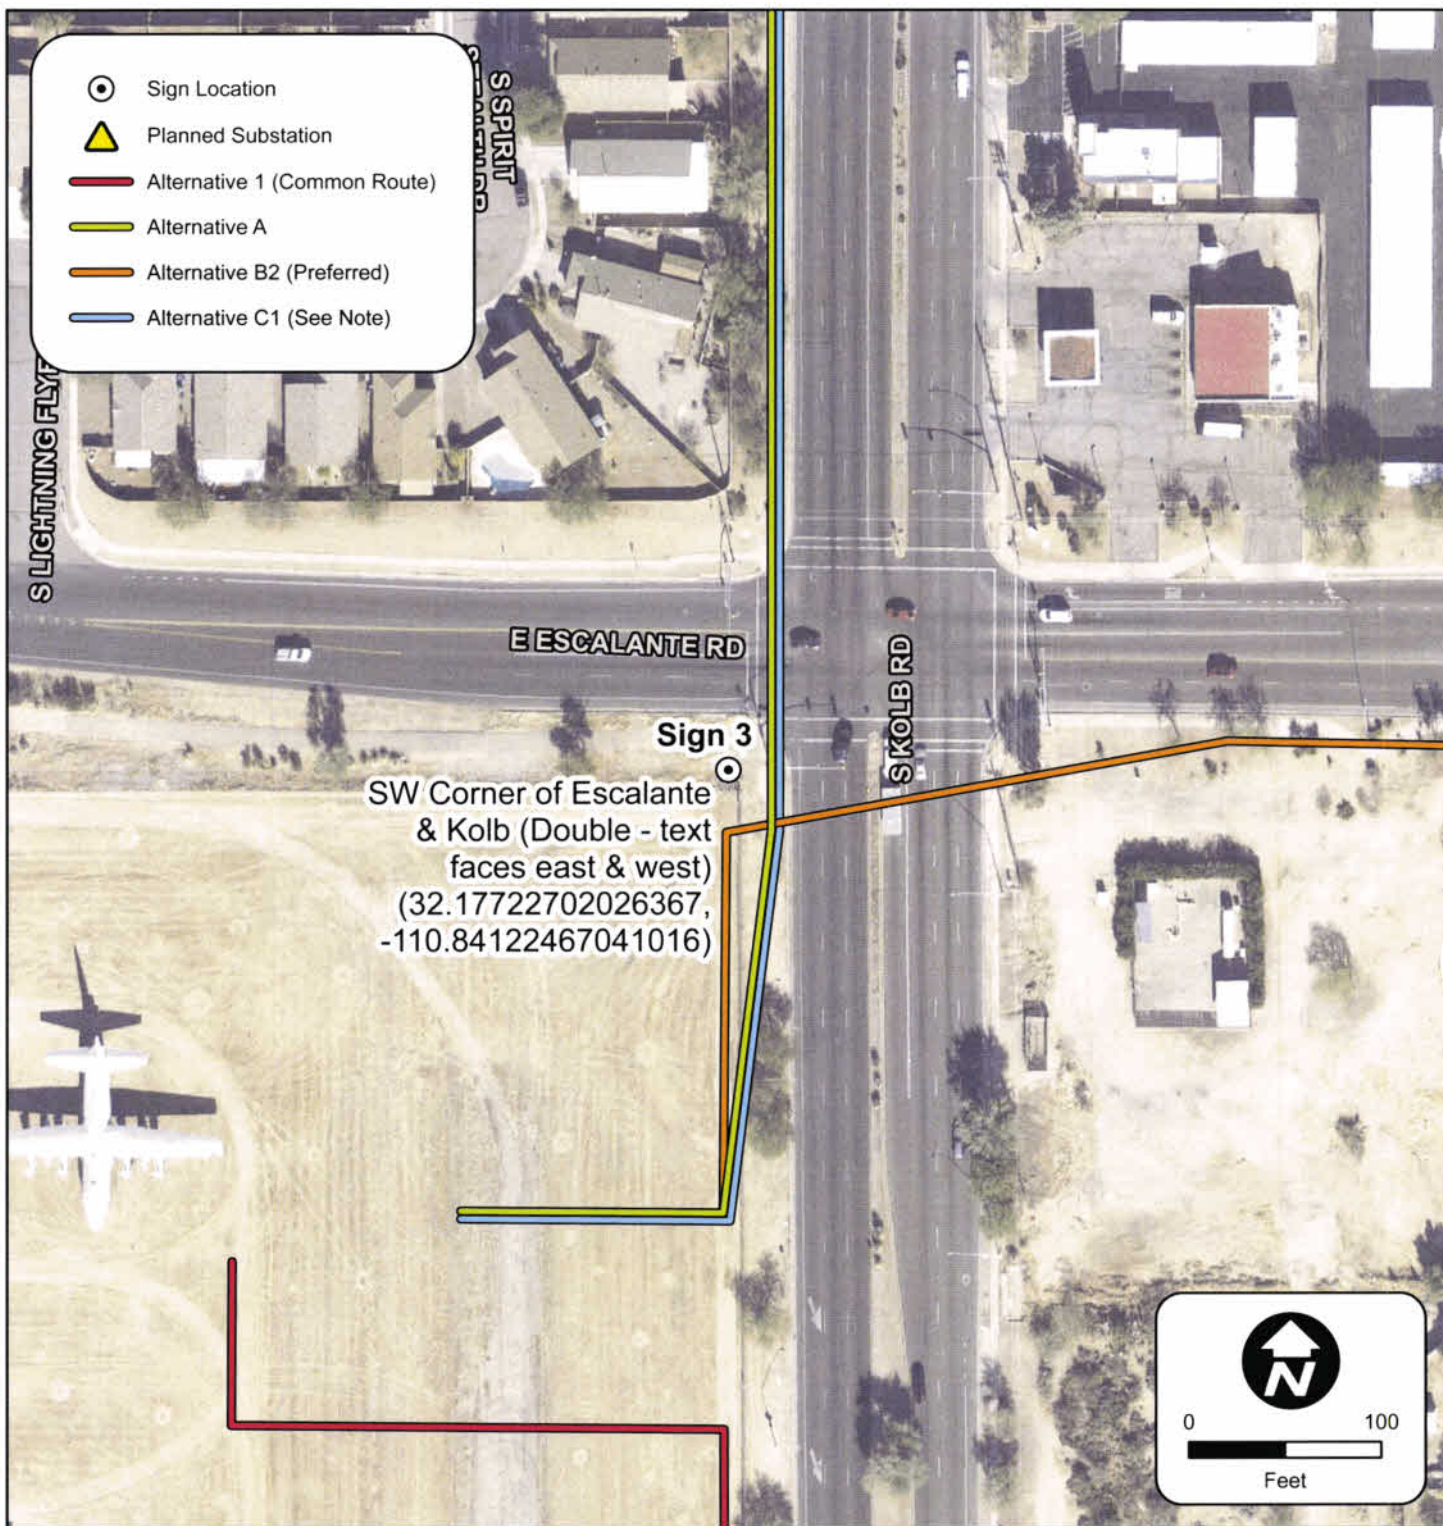 Sign Location
Planned Substation
Alternative 1 (Common Route)
Alternative A
Alternative B2 (Preferred)
Alternative C1 (See Note)
S SPIRIT
S LIGHTNING
E ESCALANTE RD
S KOLB RD
Sign 3
SW Corner of Escalante
& Kolb (Double - text
faces east & west)
(32.17722702026367,
-110.84122467041016)
N
0 100
Feet